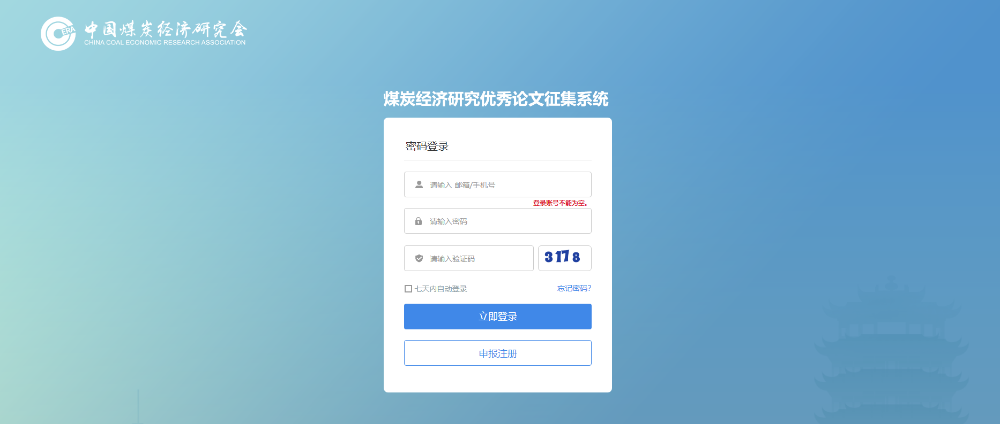 ERA
中国煤炭经济研究会
CHINA COAL ECONOMIC RESEARCH ASSOCIATION
煤炭经济研究优秀论文征集系统
密码登录
请输入 邮箱/手机号
登录账号不能为空。
请输入密码
请输入验证码
3178
七天内自动登录
忘记密码?
立即登录
申报注册